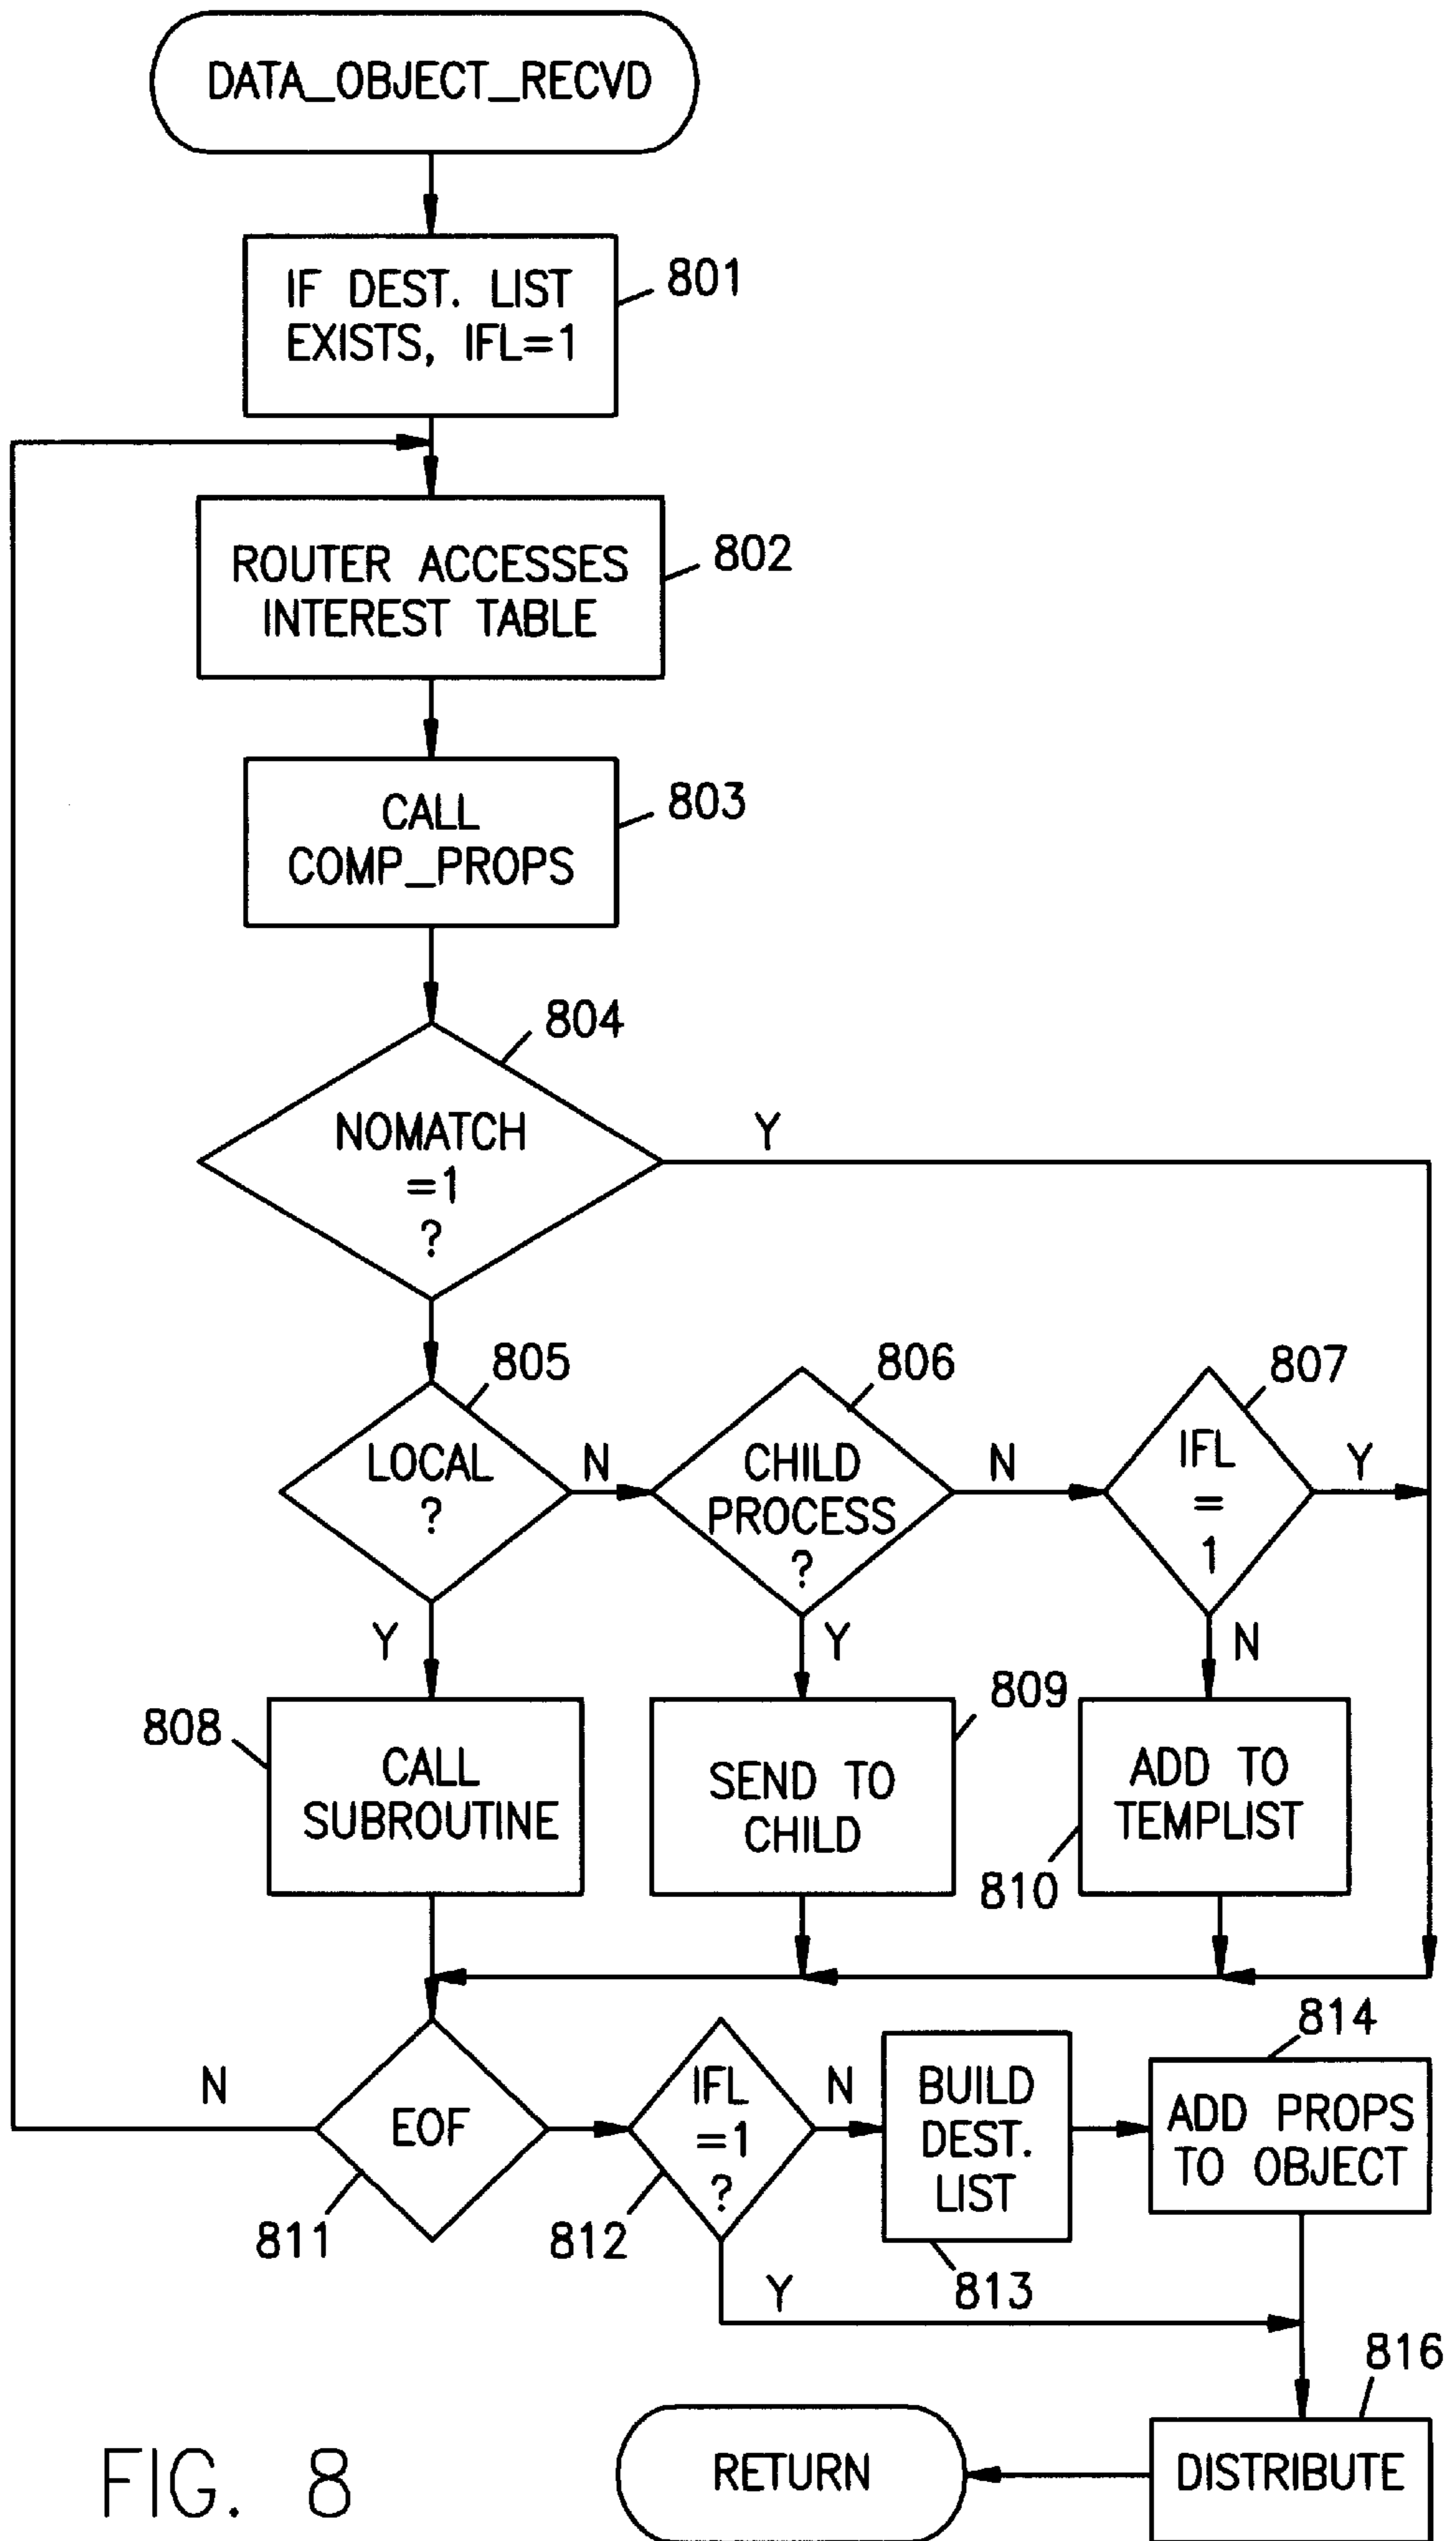 DATA_OBJECT_RECVD
IF DEST. LIST
EXISTS, IFL=1
801
ROUTER ACCESSES
INTEREST TABLE
802
CALL
COMP_PROPS
803
804
NOMATCH
=1
?
Y
805
LOCAL
?
N
806
CHILD
PROCESS
?
N
807
IFL
=
1
Y
Y
Y
N
808
CALL
SUBROUTINE
809
SEND TO
CHILD
810
ADD TO
TEMPLIST
N
EOF
811
IFL
=1
?
812
N
BUILD
DEST.
LIST
813
814
ADD PROPS
TO OBJECT
Y
816
DISTRIBUTE
RETURN
FIG. 8